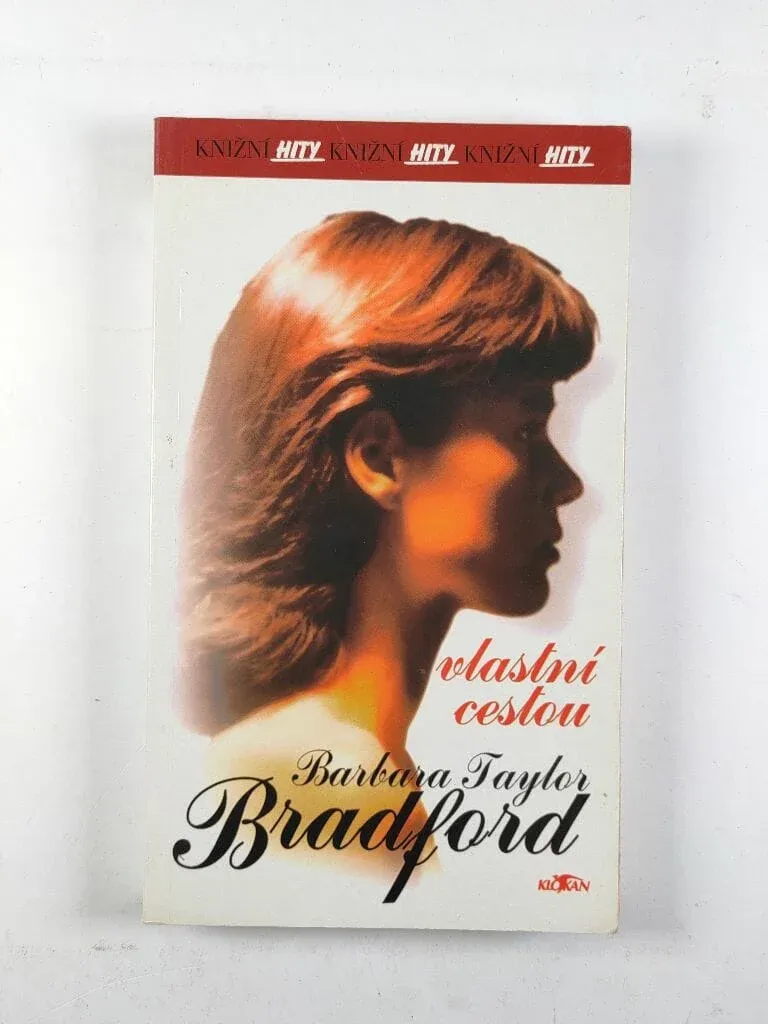 KNIŽNÍ HITY KNIŽNÍ HITY KNIŽNÍ HITY
vlastní
cestou
Barbara Taylor
Bradford
KLOKAN